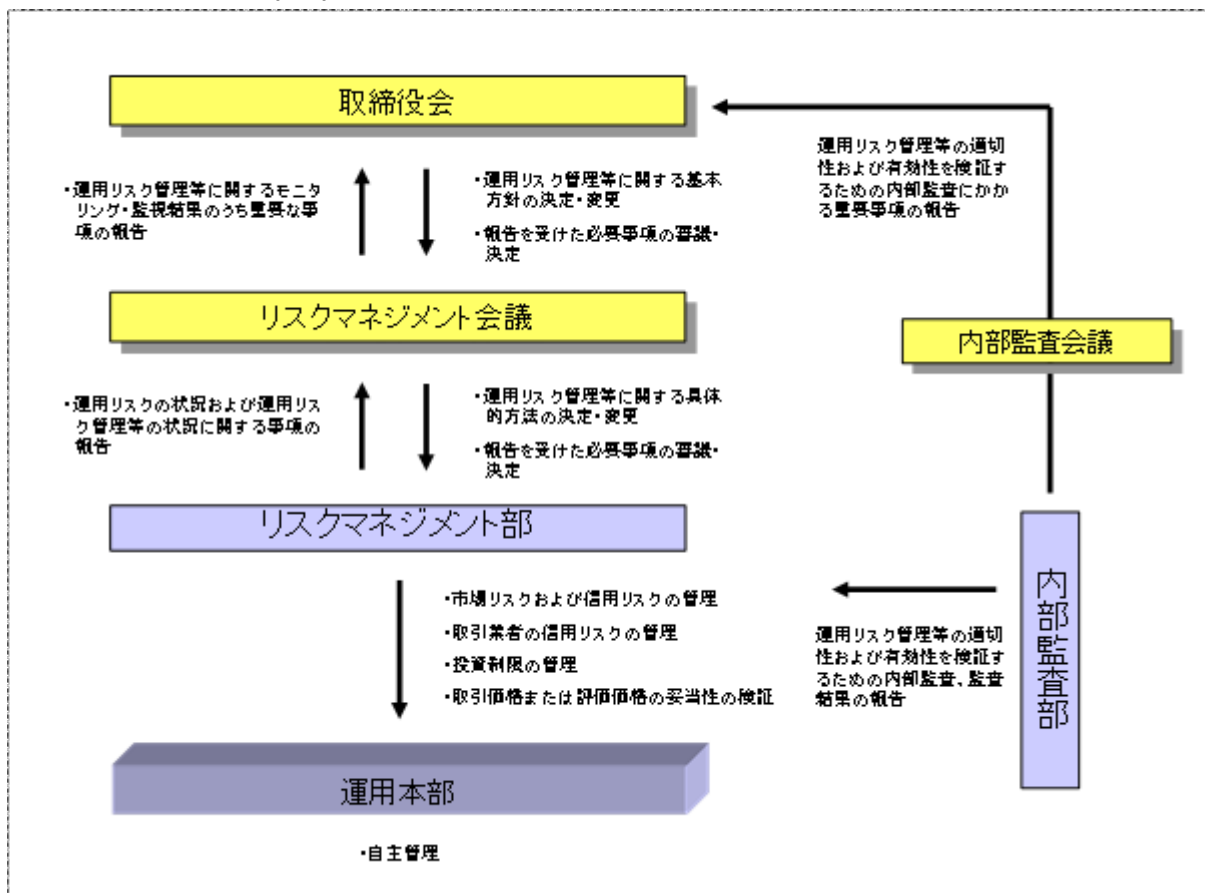 取締役会
・運用リスク管理等に関するモニ
タリング・監視結果のうち重要な事
項の報告
・運用リスク管理等に関する基本
方針の決定・変更
・報告を受けた必要事項の審議・
決定
運用リスク管理等の適切
性および有効性を検証す
るための内部監査にかか
る重要事項の報告
リスクマネジメント会議
内部監査会議
・運用リスクの状況および運用リス
ク管理等の状況に関する事項の
報告
・運用リスク管理等に関する具体
的方法の決定・変更
・報告を受けた必要事項の審議・
決定
リスクマネジメント部
・市場リスクおよび信用リスクの管理
・取引業者の信用リスクの管理
・投資制限の管理
・取引価格または評価価格の妥当性の検証
運用リスク管理等の適切
性および有効性を検証す
るための内部監査、監査
結果の報告
内部監査部
運用本部
・自主管理